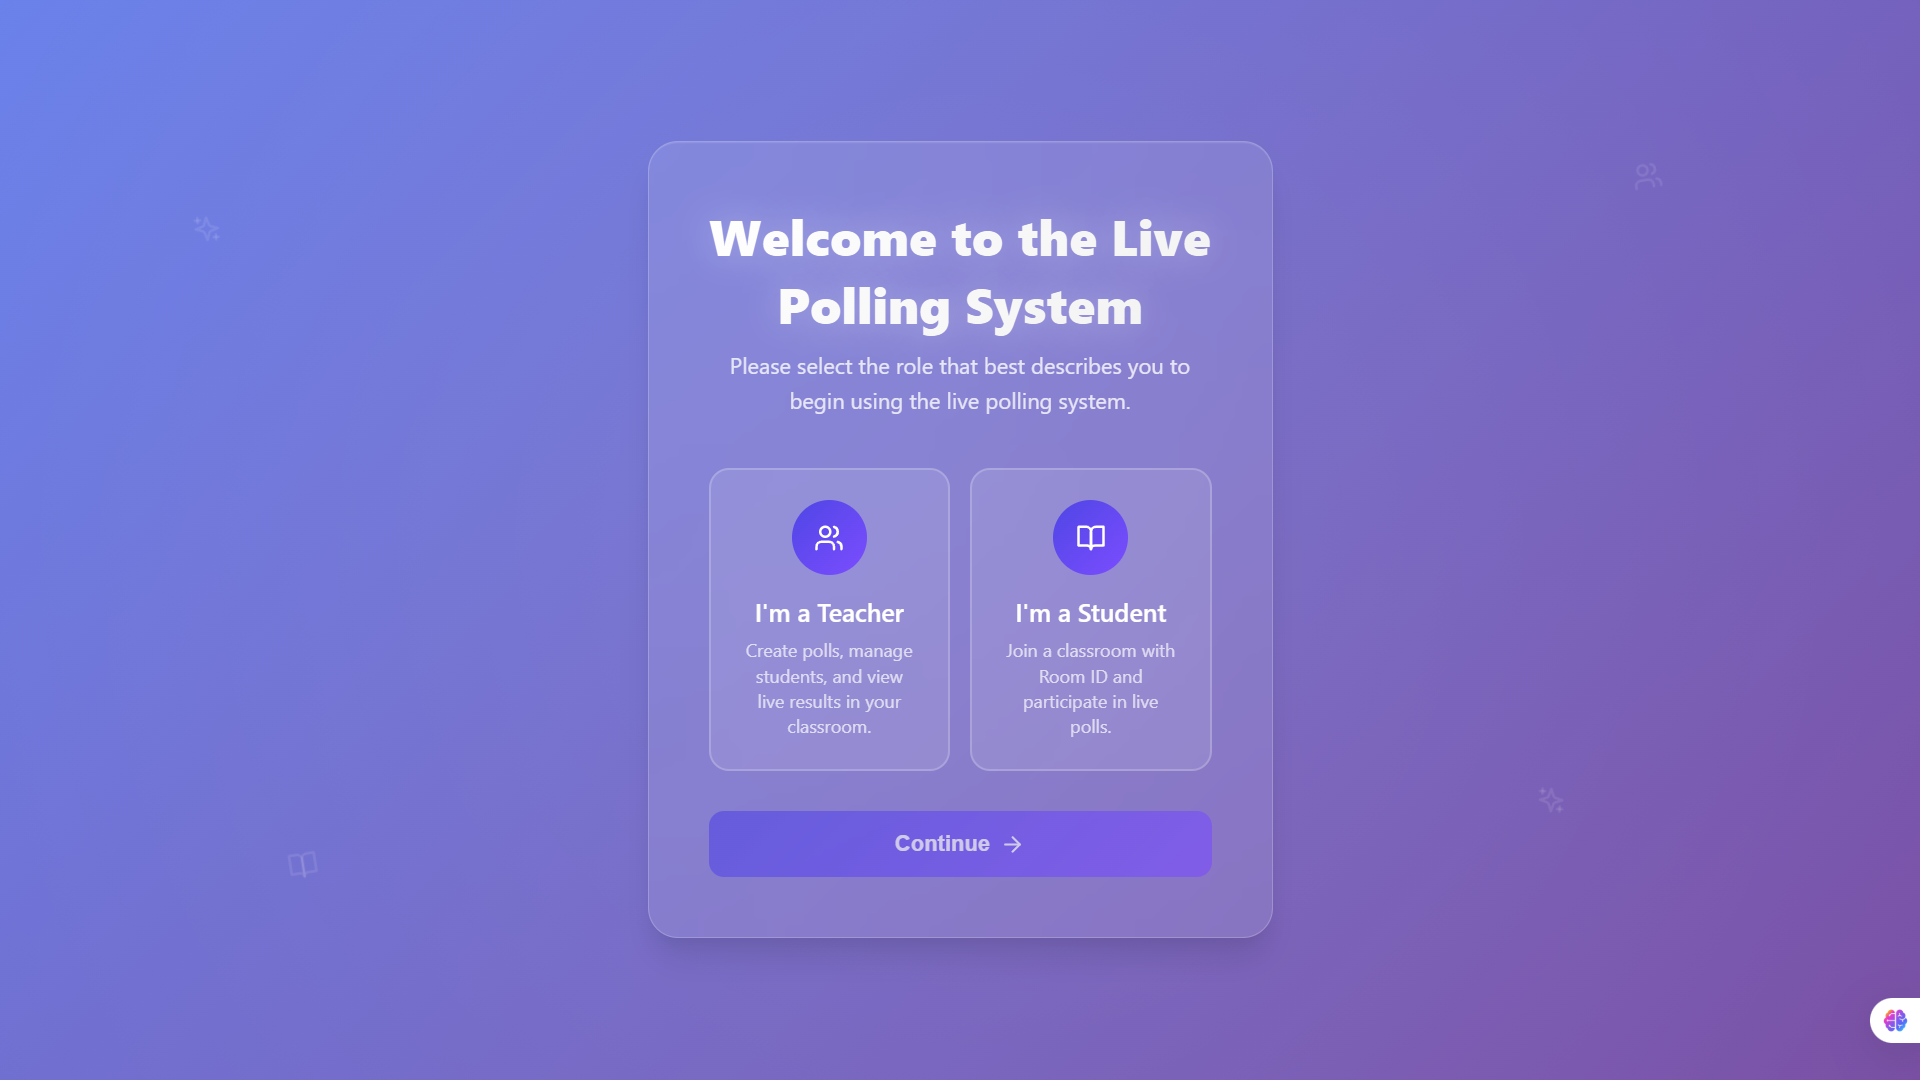 Welcome to the Live
Polling System
Please select the role that best describes you to
begin using the live polling system.
I'm a Teacher
Create polls, manage
students, and view
live results in your
classroom.
I'm a Student
Join a classroom with
Room ID and
participate in live
polls.
Continue